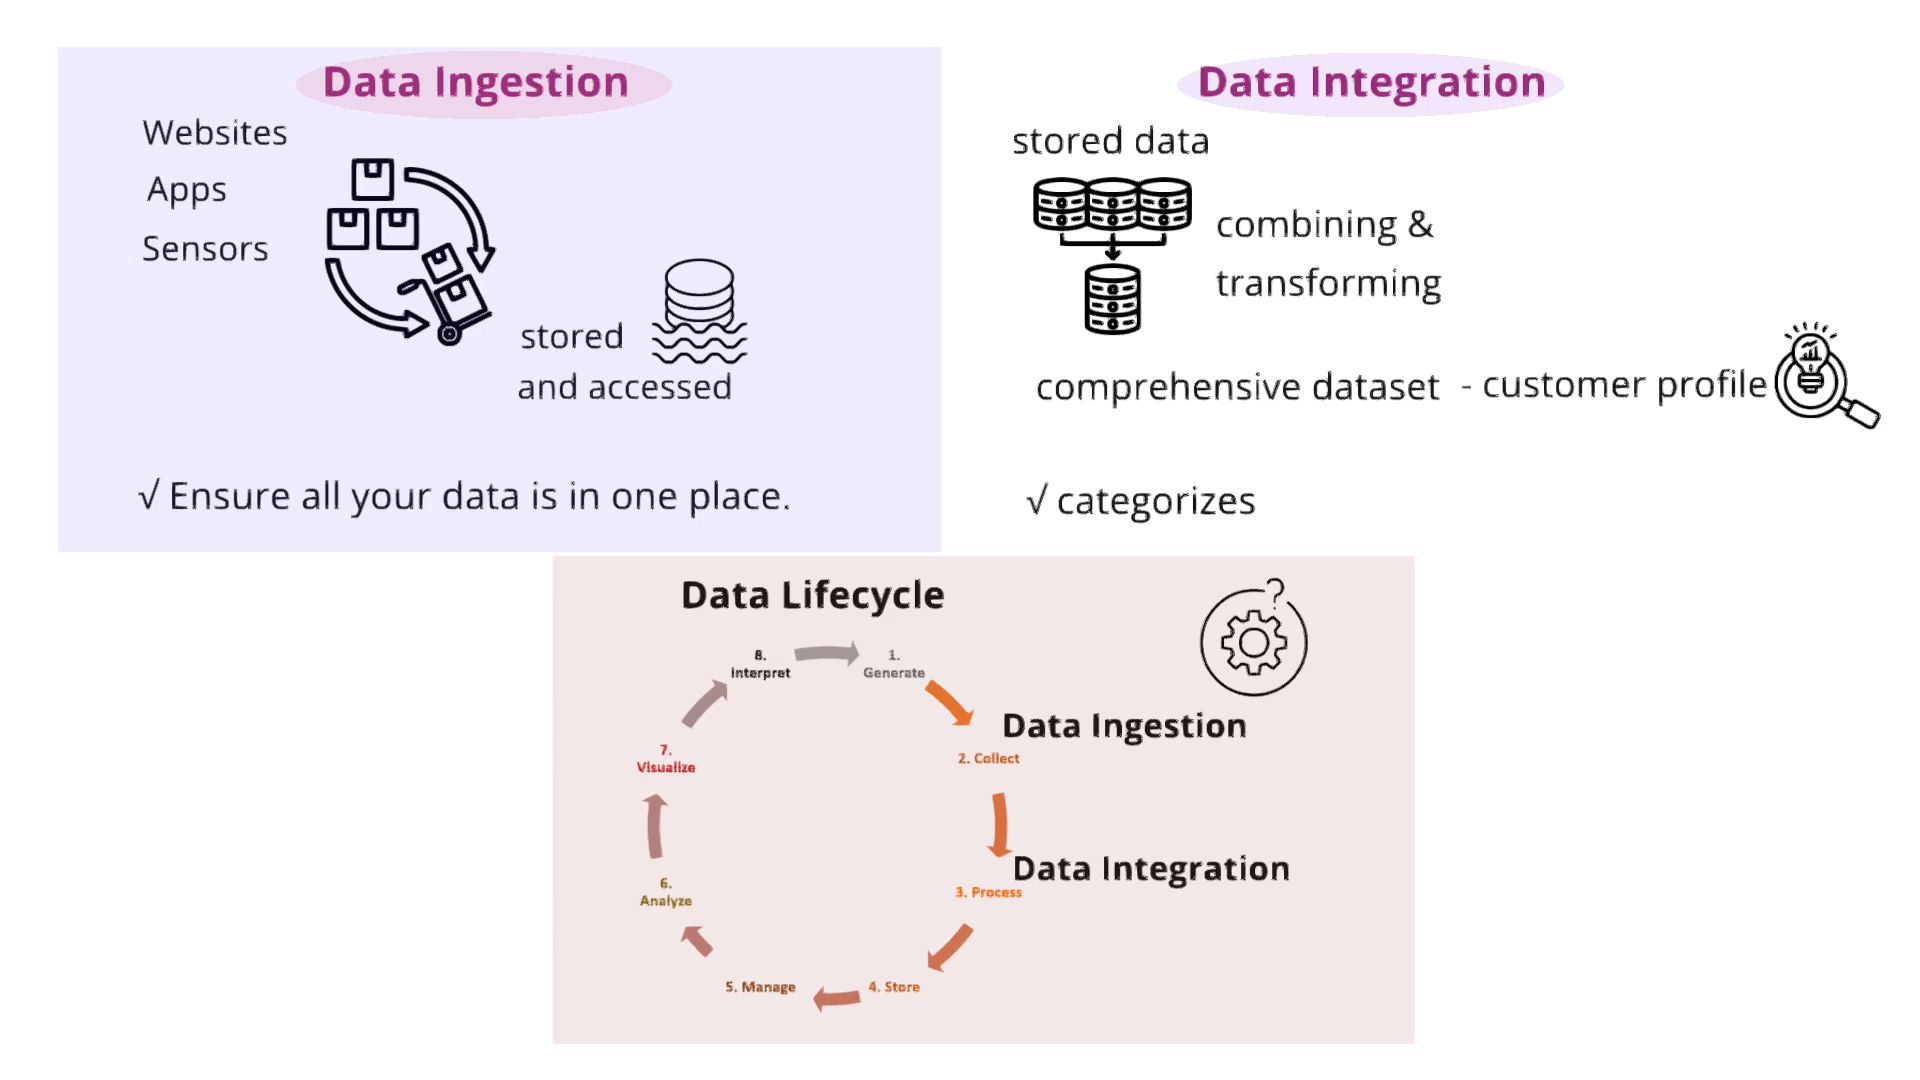 Data Ingestion
Websites
Apps
Sensors
stored
and accessed
√ Ensure all your data is in one place.
Data Integration
stored data
combining &
transforming
comprehensive dataset - customer profile
√ categorizes
Data Lifecycle
?
8.
Interpret
1.
Generate
Data Ingestion
2. Collect
7.
Visualize
Data Integration
3. Process
6.
Analyze
5. Manage
4. Store